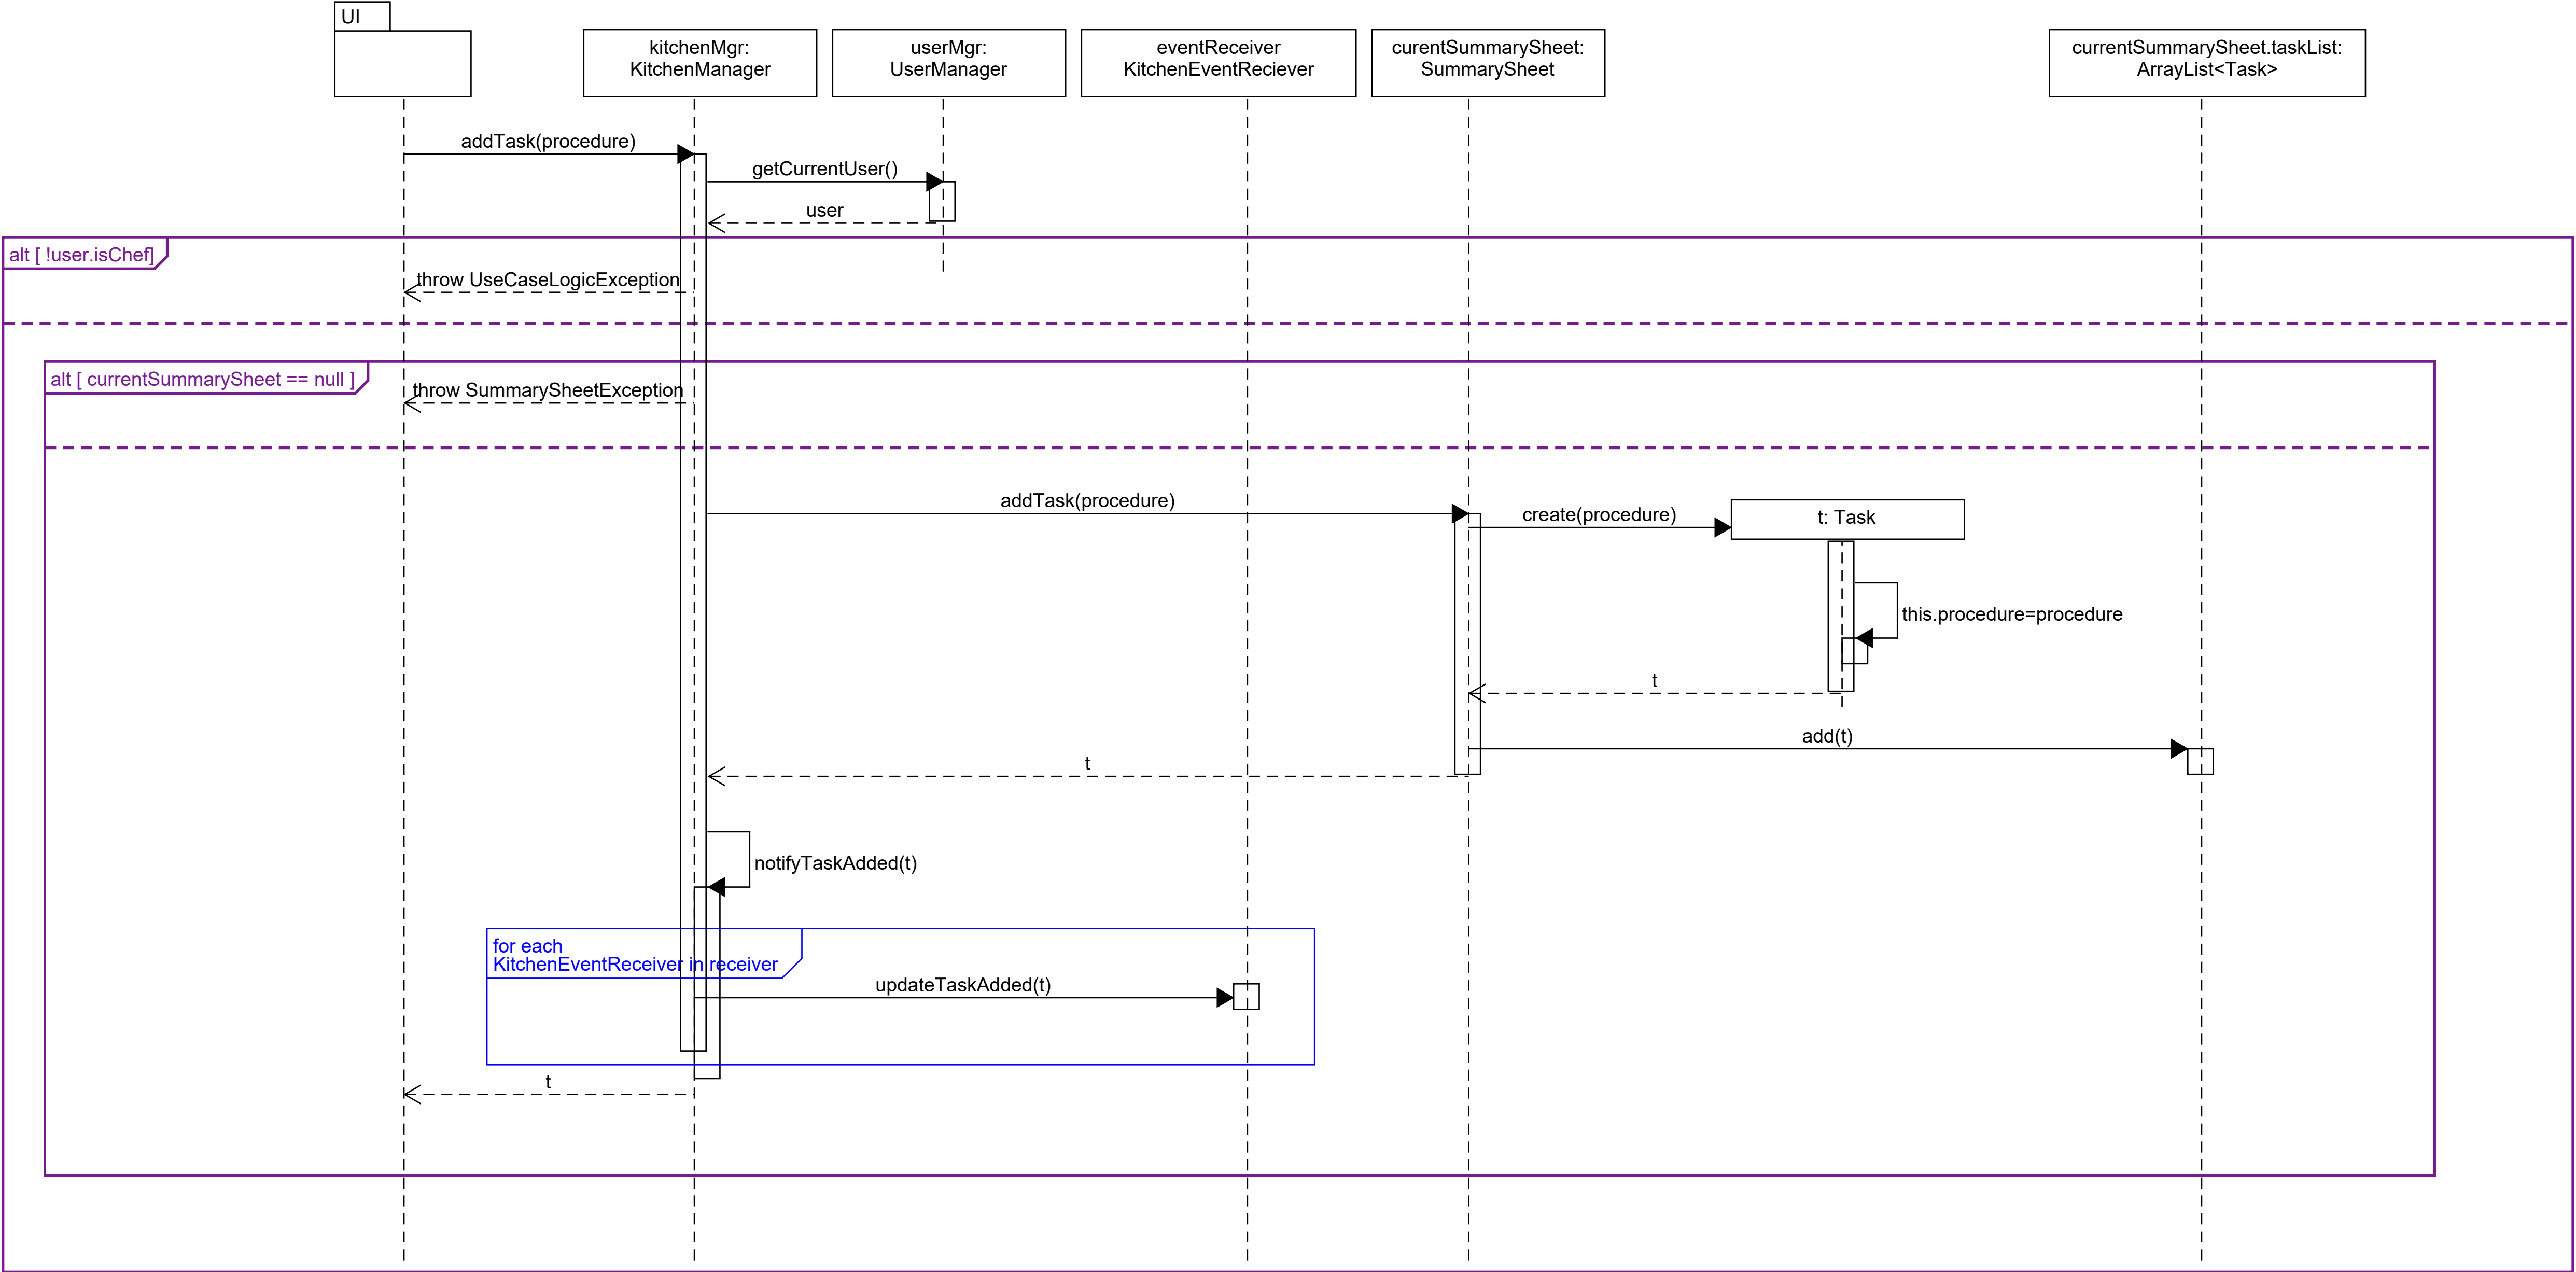 UI
kitchenMgr:
KitchenManager
userMgr:
UserManager
eventReceiver
KitchenEventReciever
curentSummarySheet:
SummarySheet
currentSummarySheet.taskList:
ArrayList<Task>
addTask(procedure)
getCurrentUser()
user
alt [ !user.isChef]
throw UseCaseLogicException
alt [ currentSummarySheet == null ]
throw SummarySheetException
addTask(procedure)
create(procedure)
t: Task
this.procedure=procedure
t
add(t)
t
notifyTaskAdded(t)
for each
KitchenEventReceiver in receiver
updateTaskAdded(t)
t